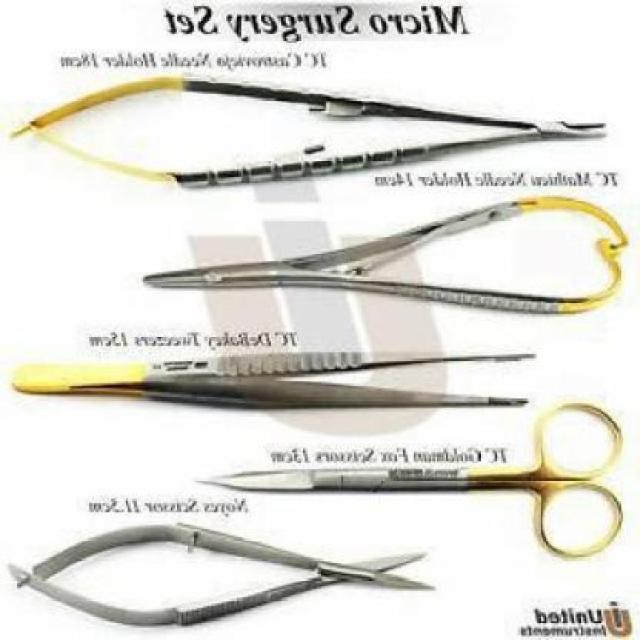 Micro Surgery Set
TC Castroviejo Needle Holder 18cm
TC Mathieu Needle Holder 14cm
TC DeBakey Tweezers 15cm
TC Goldman Fox Scissors 13cm
Noyes Scissor 11.5cm
United
Instruments